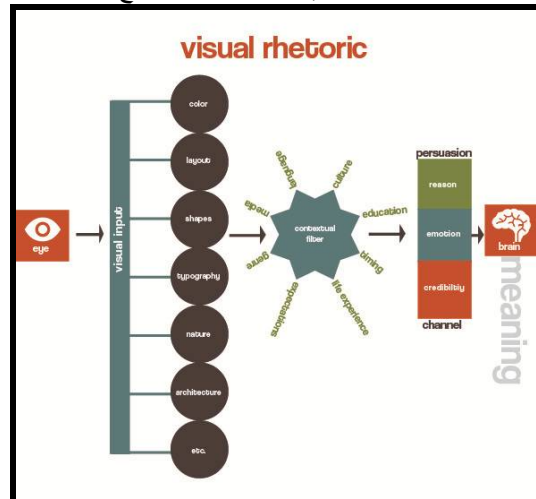 visual rhetoric
eye
visual input
color
layout
shapes
typography
nature
architecture
etc.
contextual
filter
language
culture
media
education
genre
timing
expectations
life experience
persuasion
reason
emotion
credibiltiy
channel
brain
meaning